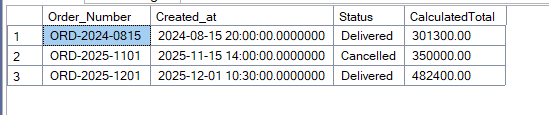 Order_Number Created_at Status CalculatedTotal
1 ORD-2024-0815 2024-08-15 20:00:00.0000000 Delivered 301300.00
2 ORD-2025-1101 2025-11-15 14:00:00.0000000 Cancelled 350000.00
3 ORD-2025-1201 2025-12-01 10:30:00.0000000 Delivered 482400.00